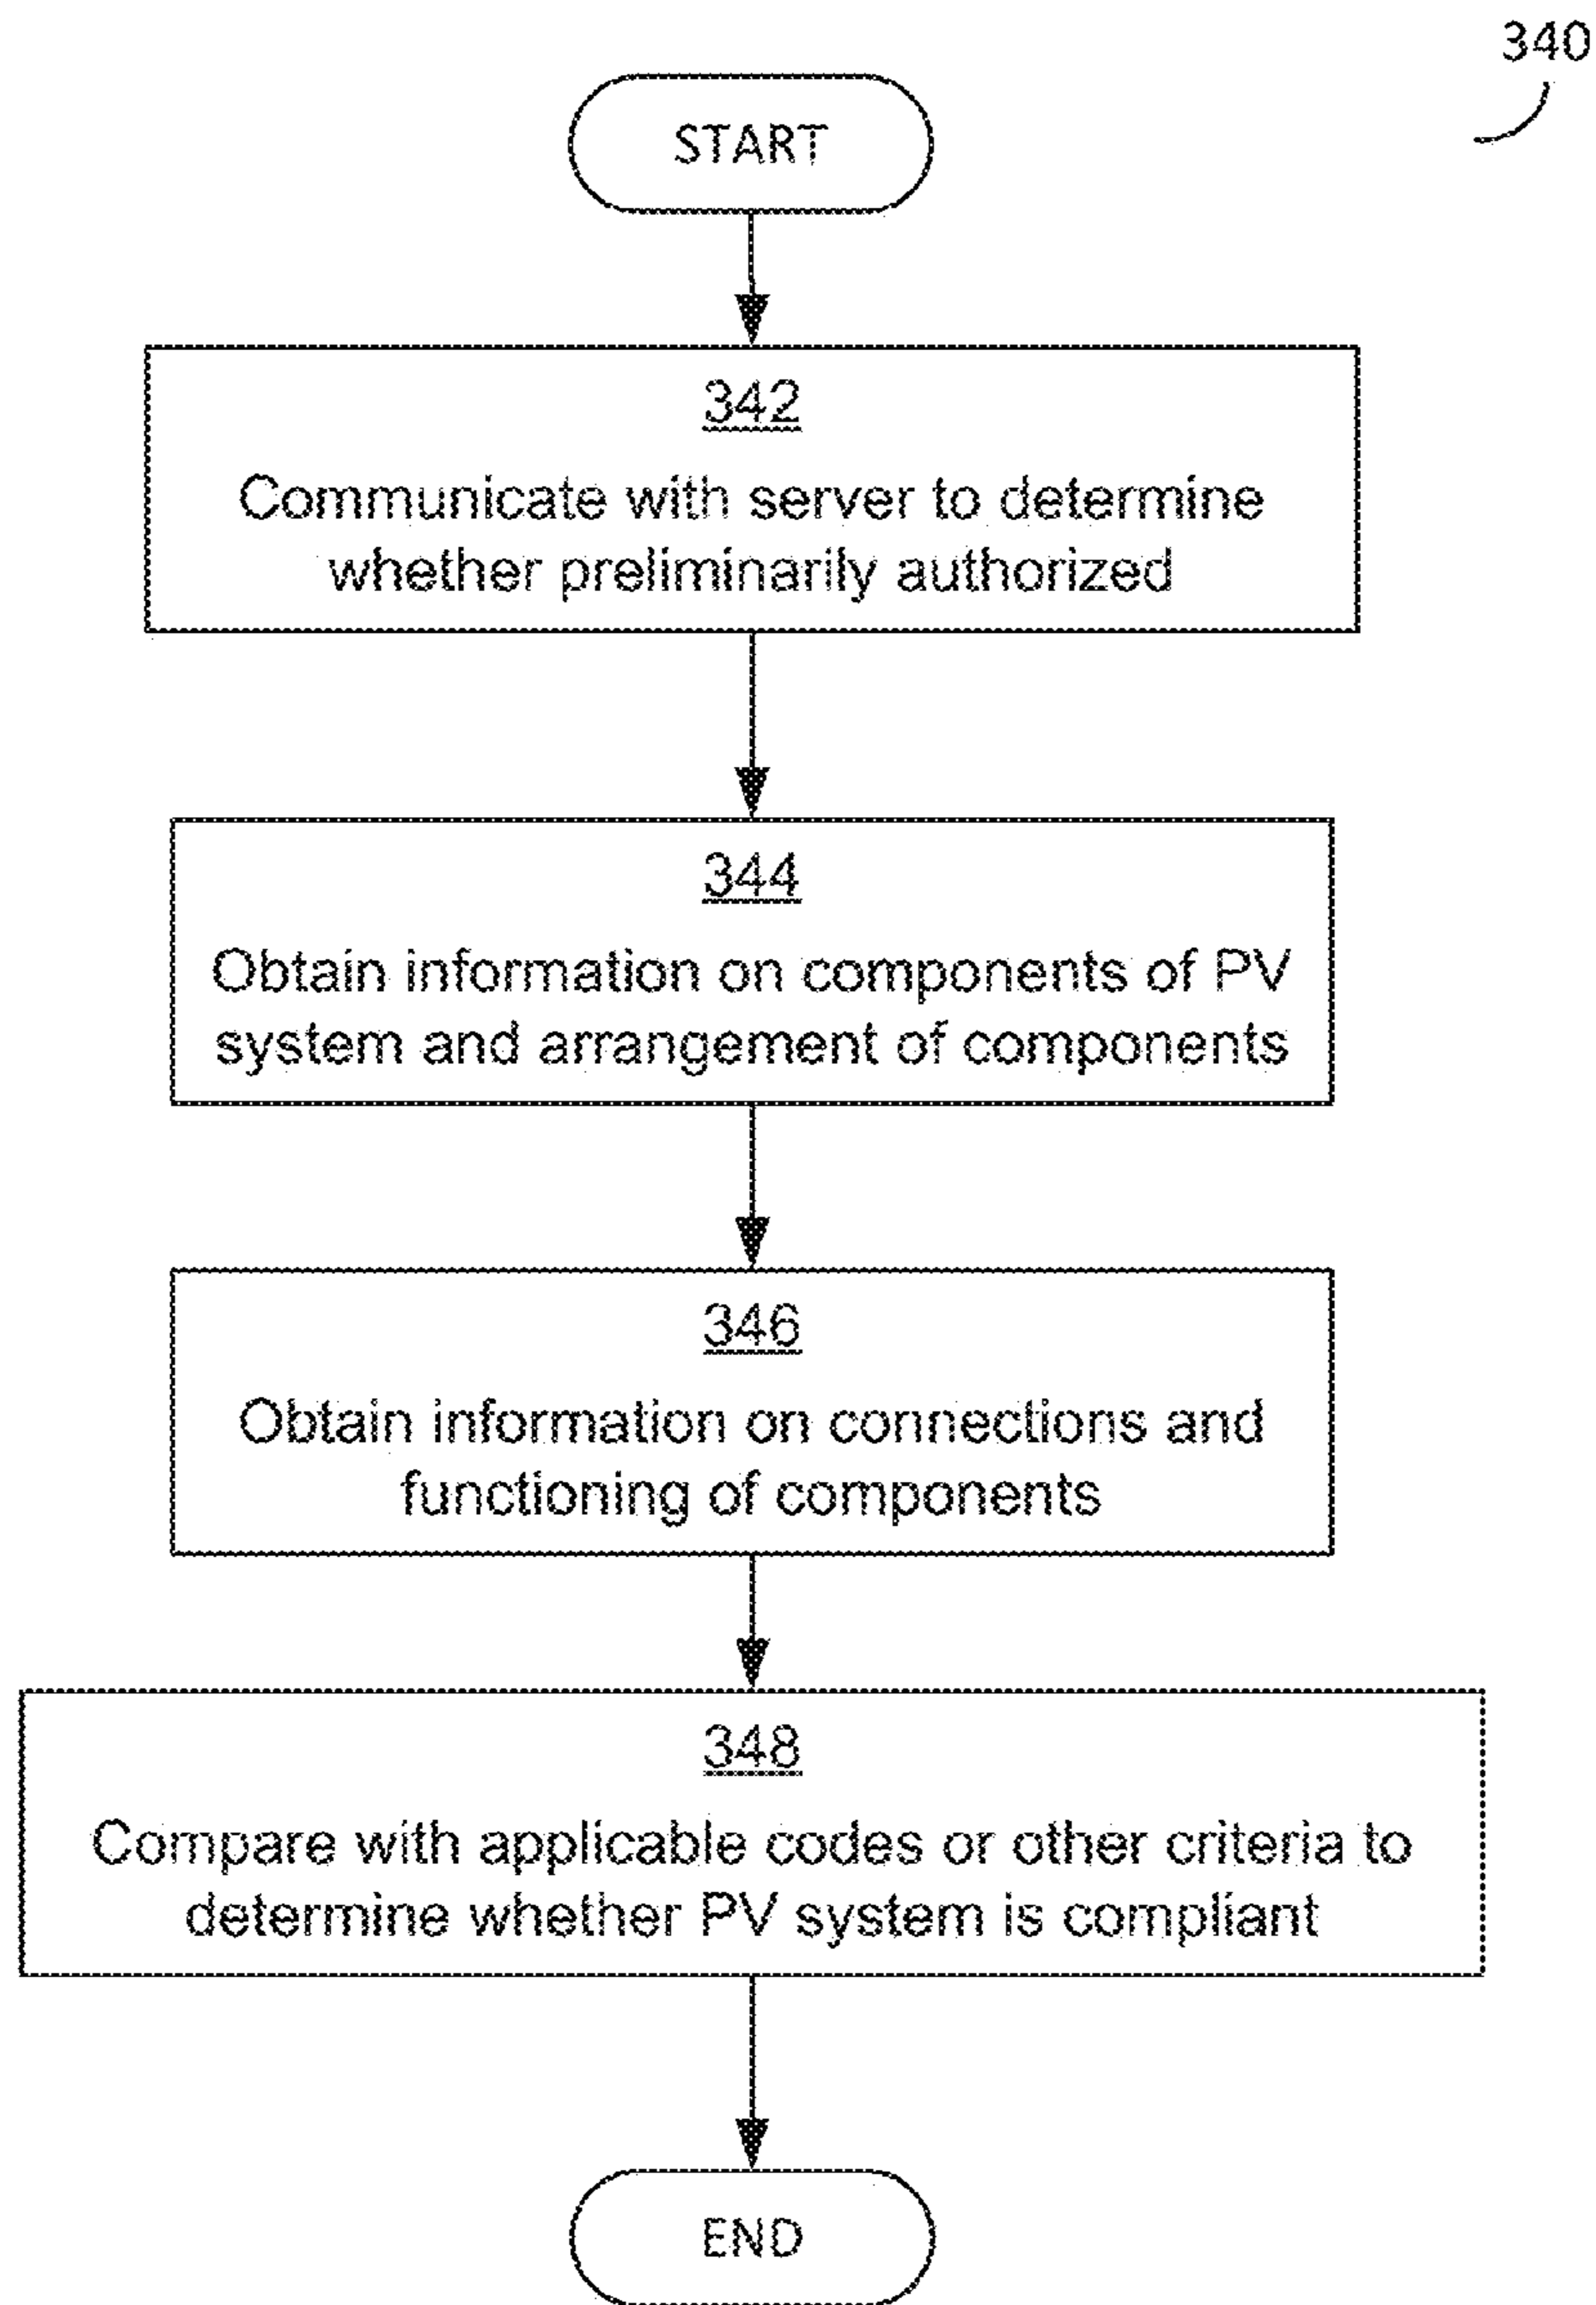 340
START
342
Communicate with server to determine
whether preliminarily authorized
344
Obtain information on components of PV
system and arrangement of components
346
Obtain information on connections and
functioning of components
348
Compare with applicable codes or other criteria to
determine whether PV system is compliant
END